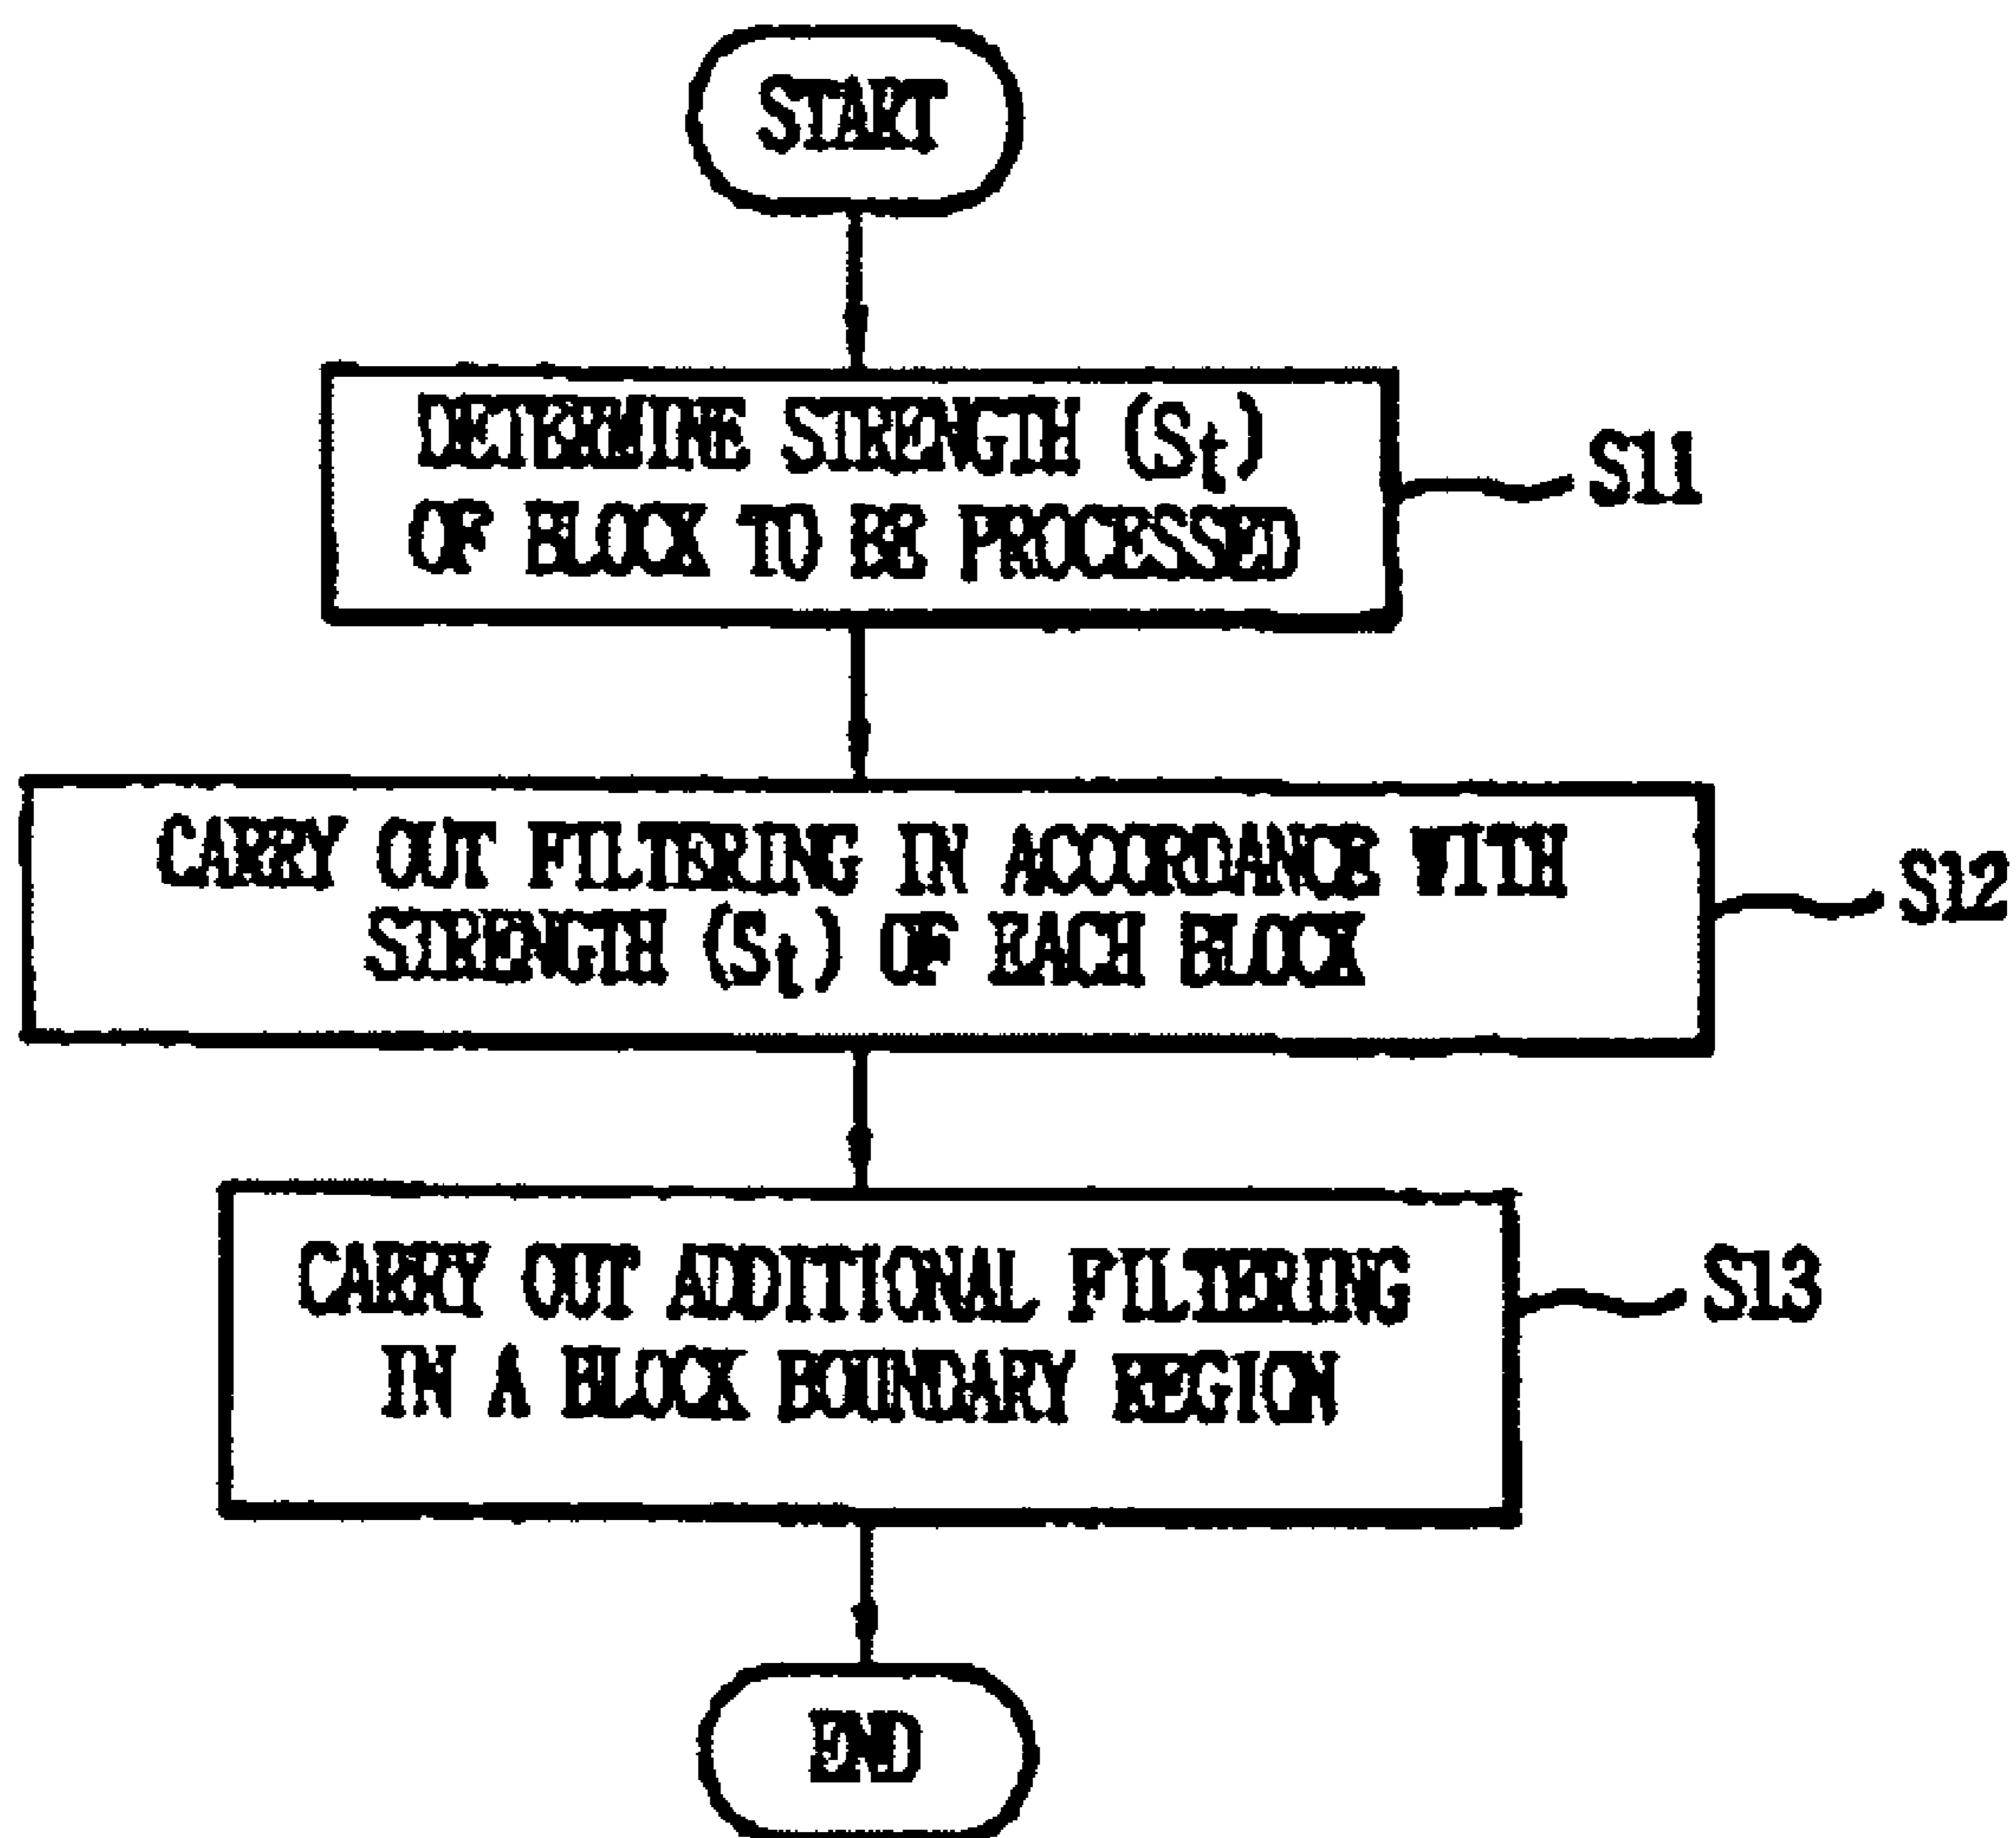 START
DETERMINE STRENGTH (St)
OF BLOCK TO BE PROCESSED
S11
CARRY OUT FILTERING IN ACCORDANCE WITH
STRENGTH (St) OF EACH BLOCK
S12
CARRY OUT ADDITIONAL FILTERING
IN A BLOCK BOUNDARY REGION
S13
END